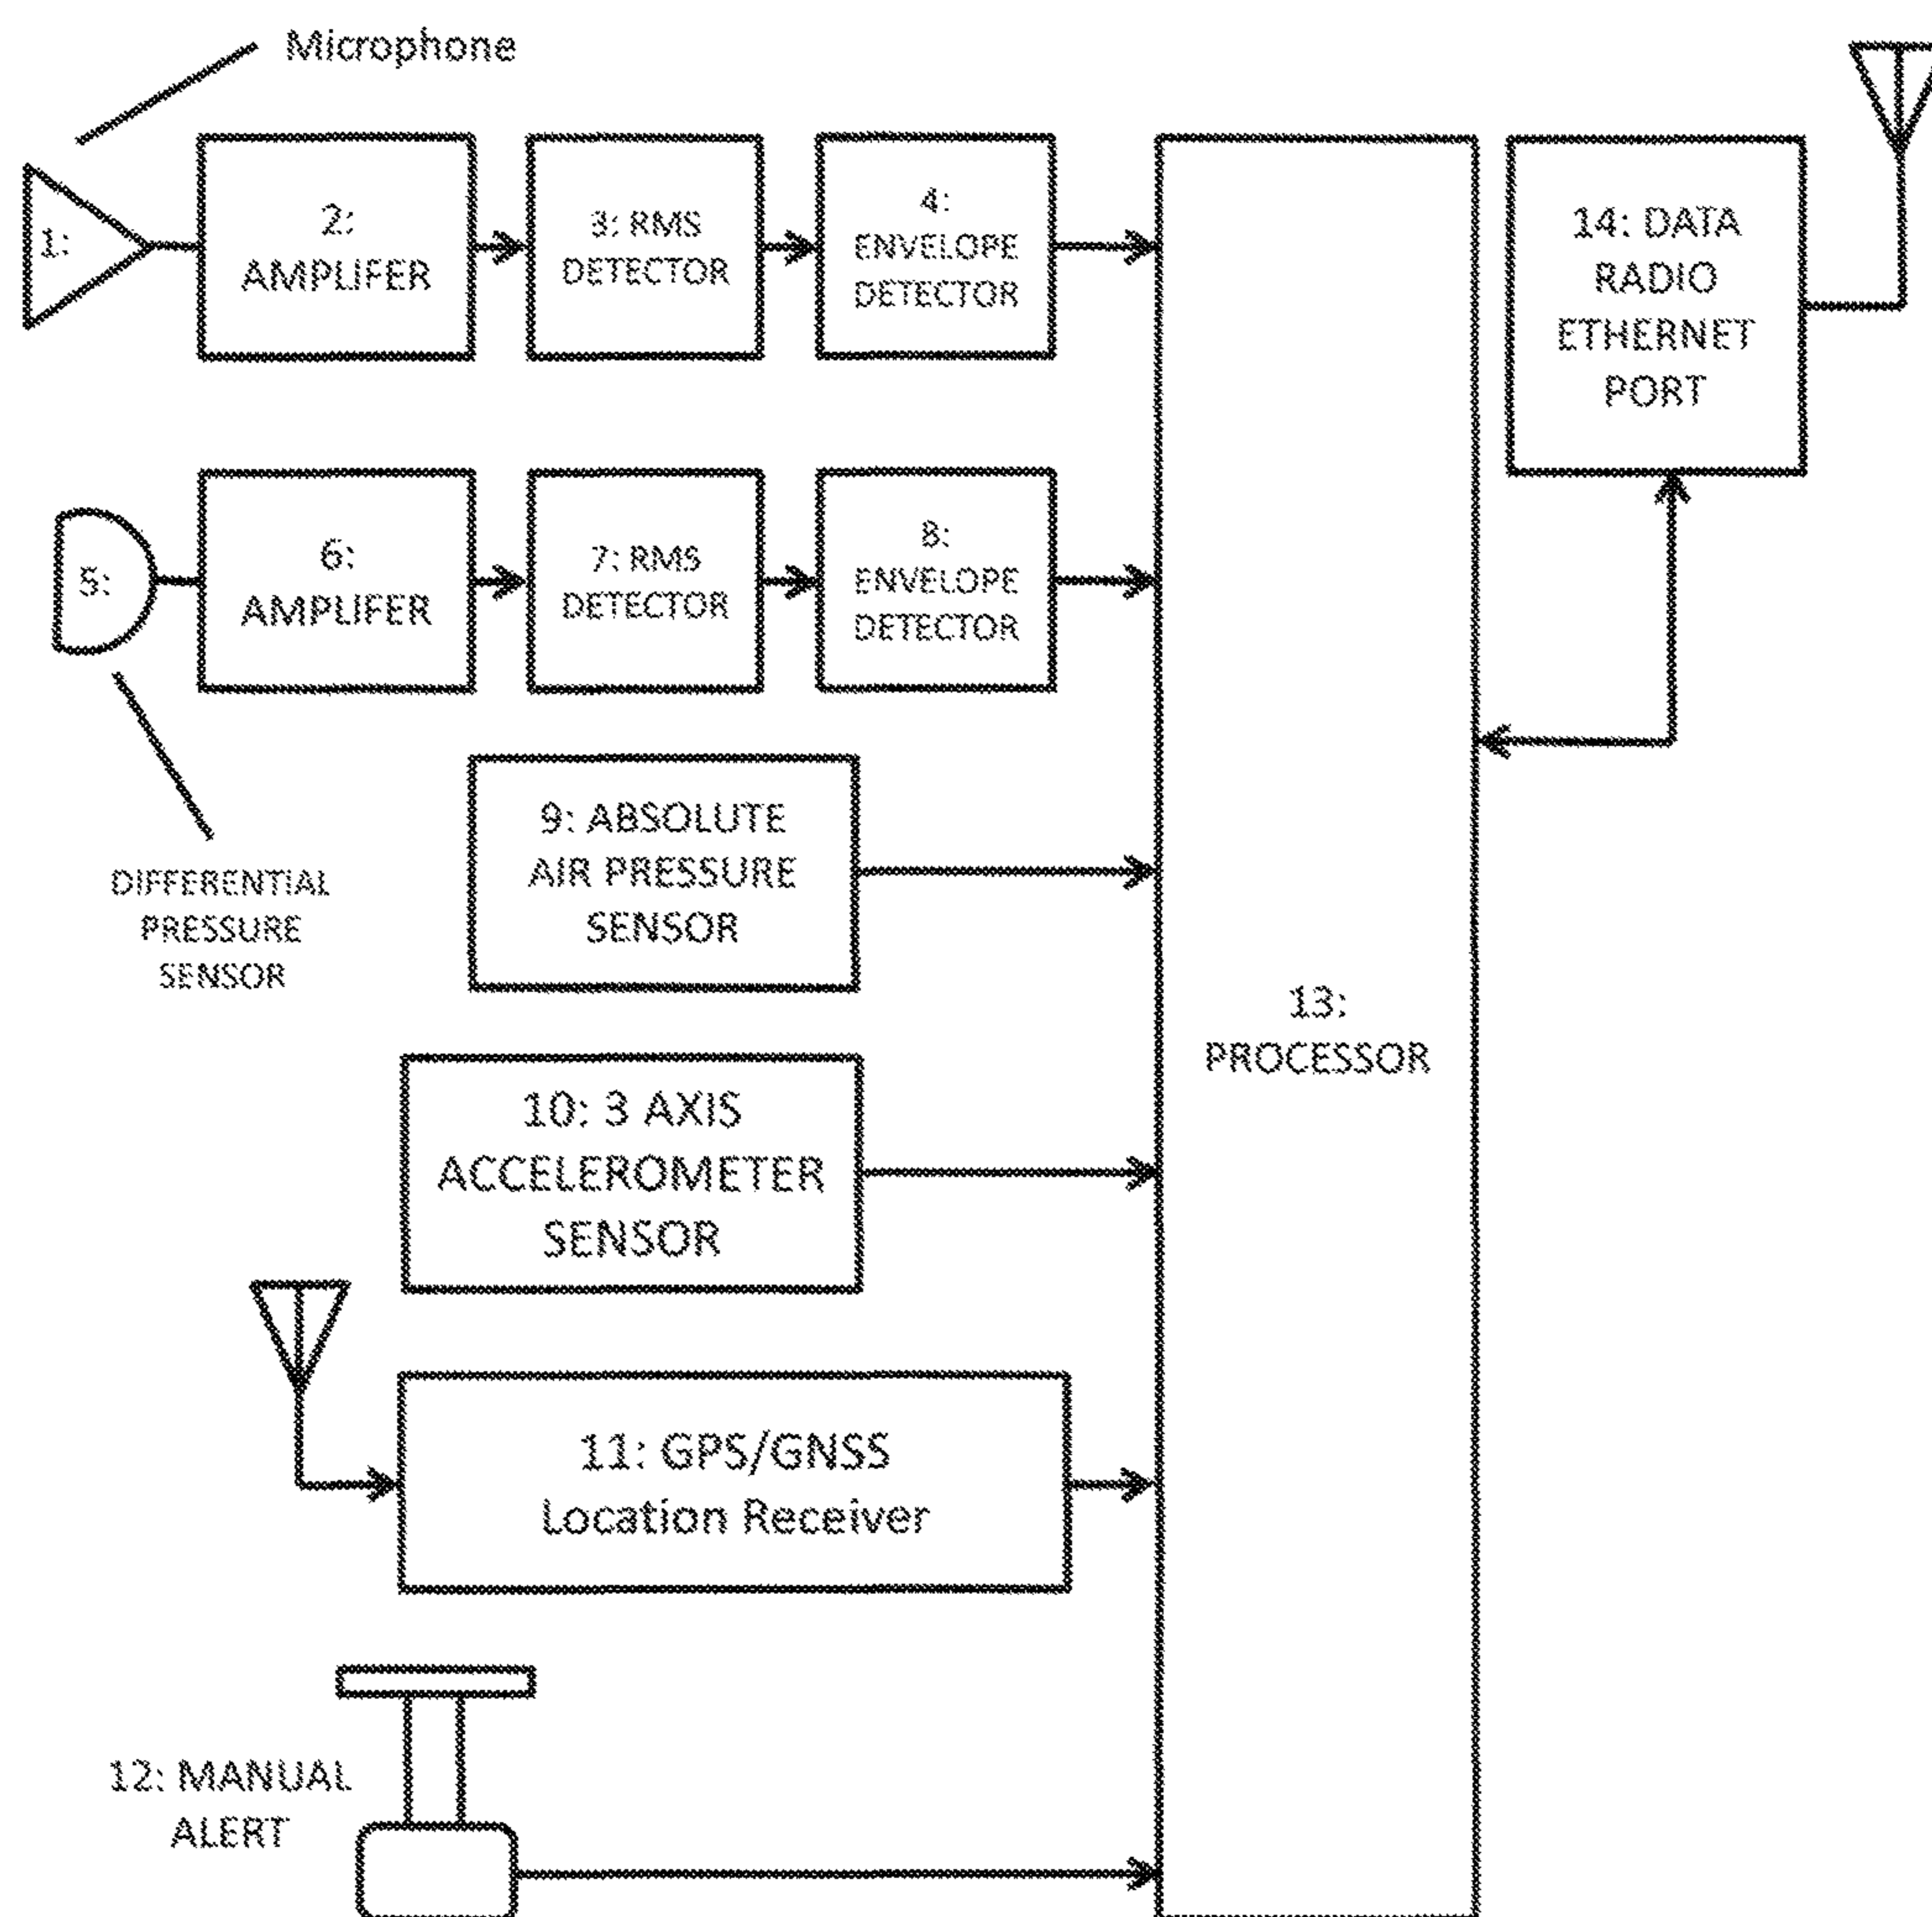 Microphone
1:
2:
AMPLIFER
3: RMS
DETECTOR
4:
ENVELOPE
DETECTOR
14: DATA
RADIO
ETHERNET
PORT
5:
6:
AMPLIFER
7: RMS
DETECTOR
8:
ENVELOPE
DETECTOR
DIFFERENTIAL
PRESSURE
SENSOR
9: ABSOLUTE
AIR PRESSURE
SENSOR
13:
PROCESSOR
10: 3 AXIS
ACCELEROMETER
SENSOR
11: GPS/GNSS
Location Receiver
12: MANUAL
ALERT